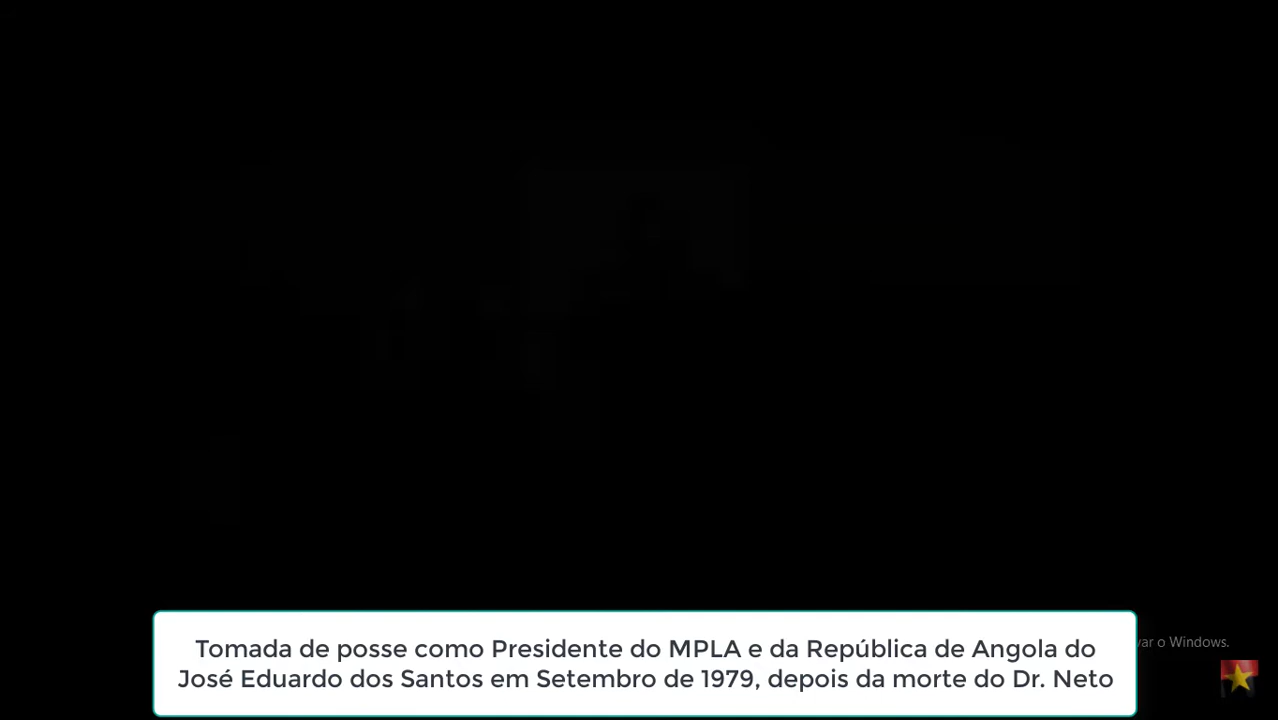 Tomada de posse como Presidente do MPLA e da República de Angola do
José Eduardo dos Santos em Setembro de 1979, depois da morte do Dr. Neto
o Windows.